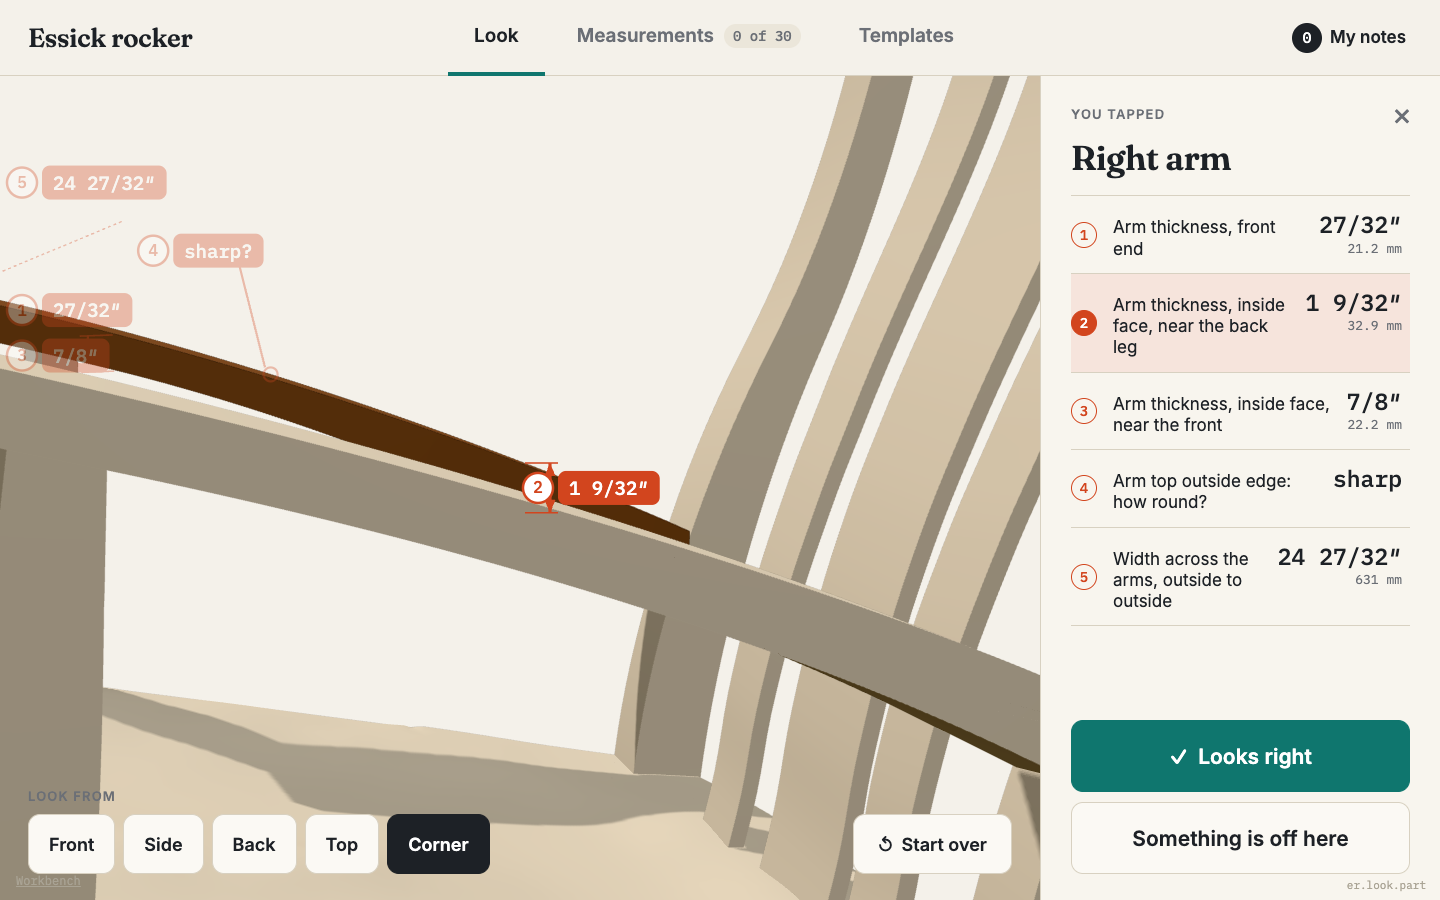 Essick rocker
Look
Measurements 0 of 30
Templates
0 My notes
5 24 27/32"
4 sharp?
1 27/32"
3 7/8"
2 1 9/32"
LOOK FROM
Front
Side
Back
Top
Corner
Start over
Workbench
YOU TAPPED
Right arm
1 Arm thickness, front 27/32"
end 21.2 mm
2 Arm thickness, inside 1 9/32"
face, near the back 32.9 mm
leg
3 Arm thickness, inside face, 7/8"
near the front 22.2 mm
4 Arm top outside edge: sharp
how round?
5 Width across the 24 27/32"
arms, outside to 631 mm
outside
✓ Looks right
Something is off here
er.look.part